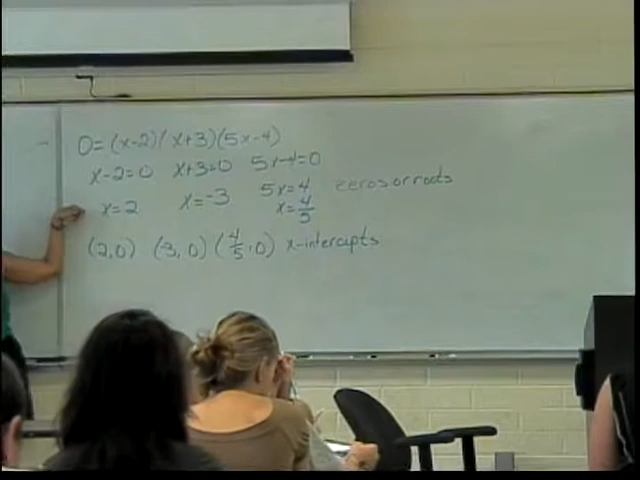 0=(x-2)(x+3)(5x-4)
x-2=0 x+3=0 5x-4=0
x=2 x=-3 5x=4 zeros or roots
x=4/5
(2,0) (3,0) (4/5,0) x-intercepts